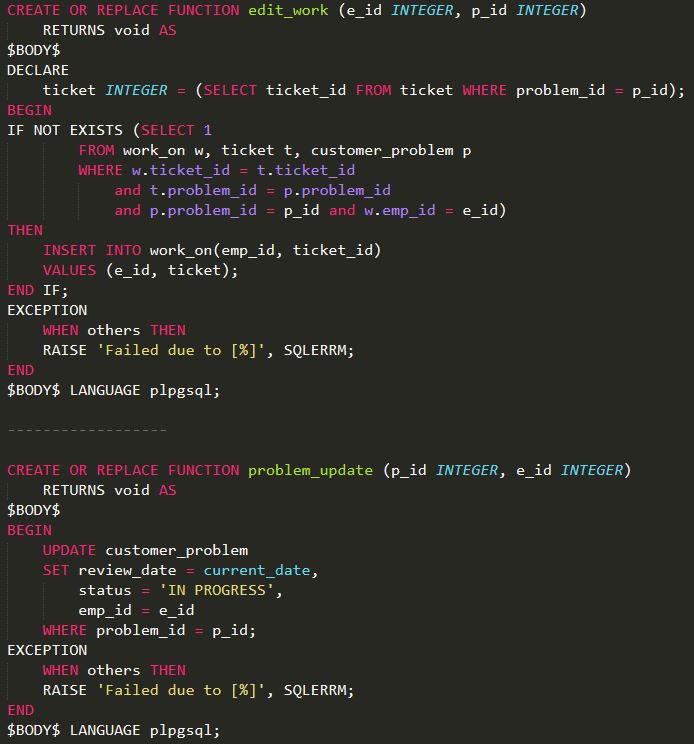 CREATE OR REPLACE FUNCTION edit_work (e_id INTEGER, p_id INTEGER)
    RETURNS void AS
$BODY$
DECLARE
    ticket INTEGER = (SELECT ticket_id FROM ticket WHERE problem_id = p_id);
BEGIN
IF NOT EXISTS (SELECT 1
        FROM work_on w, ticket t, customer_problem p
        WHERE w.ticket_id = t.ticket_id
            and t.problem_id = p.problem_id
            and p.problem_id = p_id and w.emp_id = e_id)
THEN
    INSERT INTO work_on(emp_id, ticket_id)
    VALUES (e_id, ticket);
END IF;
EXCEPTION
    WHEN others THEN
    RAISE 'Failed due to [%]', SQLERRM;
END
$BODY$ LANGUAGE plpgsql;
------------------
CREATE OR REPLACE FUNCTION problem_update (p_id INTEGER, e_id INTEGER)
    RETURNS void AS
$BODY$
BEGIN
    UPDATE customer_problem
    SET review_date = current_date,
        status = 'IN PROGRESS',
        emp_id = e_id
    WHERE problem_id = p_id;
EXCEPTION
    WHEN others THEN
    RAISE 'Failed due to [%]', SQLERRM;
END
$BODY$ LANGUAGE plpgsql;